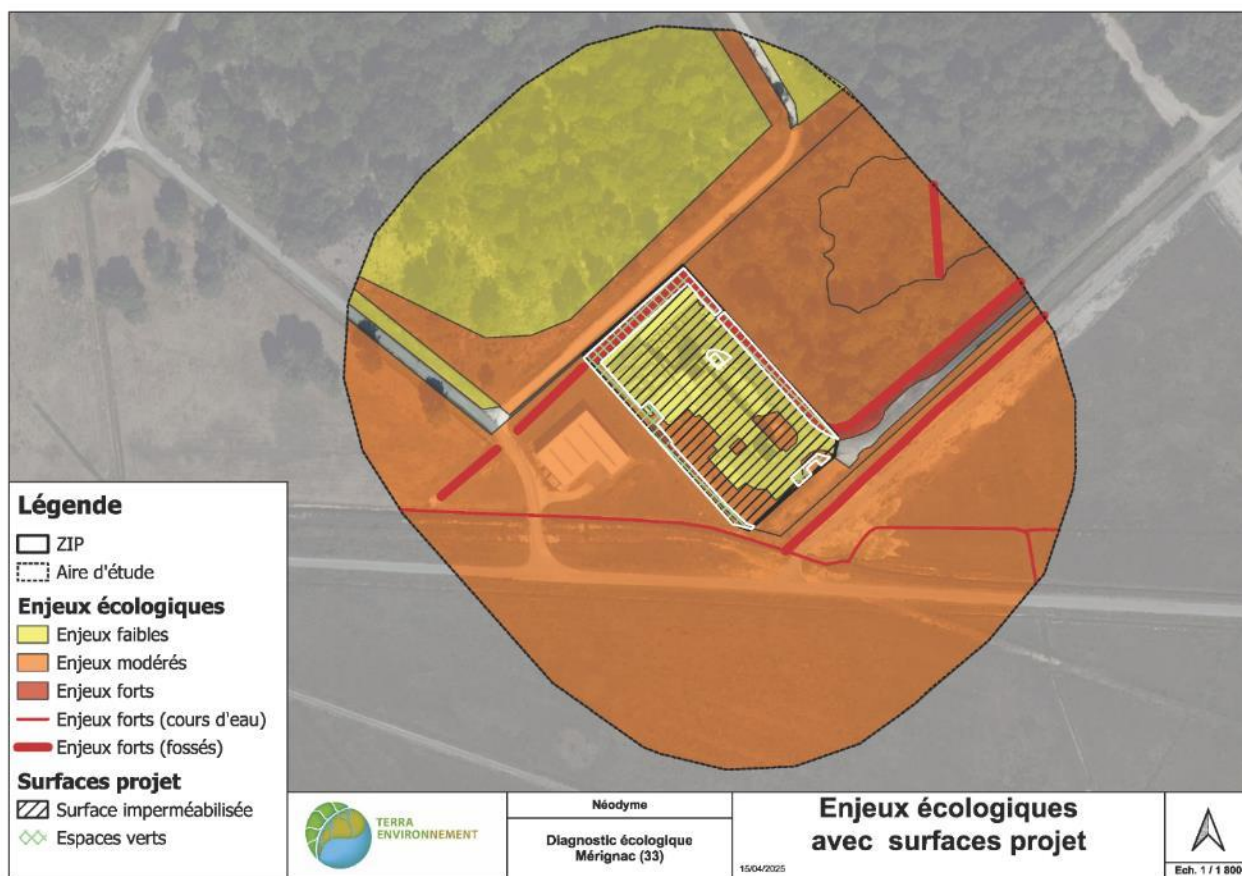 Légende
ZIP
Aire d'étude
Enjeux écologiques
Enjeux faibles
Enjeux modérés
Enjeux forts
Enjeux forts (cours d'eau)
Enjeux forts (fossés)
Surfaces projet
Surface imperméabilisée
Espaces verts
TERRA
ENVIRONNEMENT
Néodyme
Diagnostic écologique
Mérignac (33)
15/04/2025
Enjeux écologiques
avec surfaces projet
Ech. 1 / 1 800